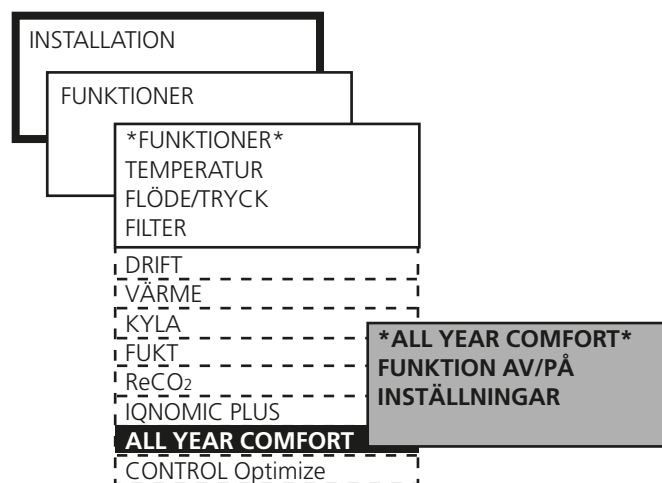 INSTALLATION
FUNKTIONER
*FUNKTIONER*
TEMPERATUR
FLÖDE/TRYCK
FILTER
DRIFT
VÄRME
KYLA
FUKT
ReCO2
IQNOMIC PLUS
ALL YEAR COMFORT
CONTROL Optimize
*ALL YEAR COMFORT*
FUNKTION AV/PÅ
INSTÄLLNINGAR